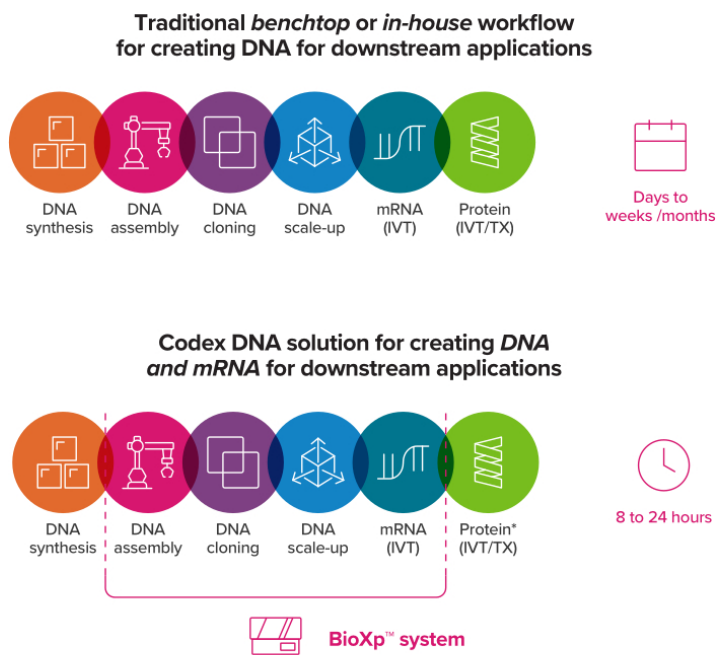 Traditional benchtop or in-house workflow
for creating DNA for downstream applications
DNA
synthesis
DNA
assembly
DNA
cloning
DNA
scale-up
mRNA
(IVT)
Protein
(IVT/TX)
Days to
weeks /months
Codex DNA solution for creating DNA
and mRNA for downstream applications
DNA
synthesis
DNA
assembly
DNA
cloning
DNA
scale-up
mRNA
(IVT)
Protein*
(IVT/TX)
8 to 24 hours
BioXp™ system